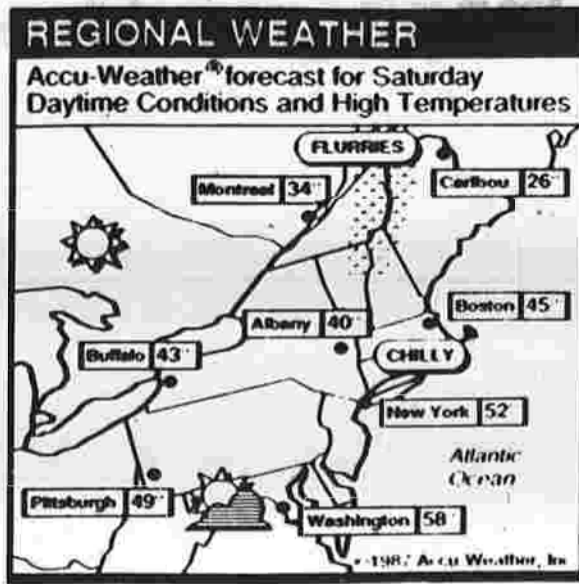 REGIONAL WEATHER
Accu-Weather® forecast for Saturday
Daytime Conditions and High Temperatures
FLURRIES
Montreal 34°
Caribou 26°
Boston 45°
Albany 40°
Buffalo 43°
CHILLY
New York 52°
Atlantic
Ocean
Pittsburgh 49°
Washington 58°
©1987 Accu Weather, Inc